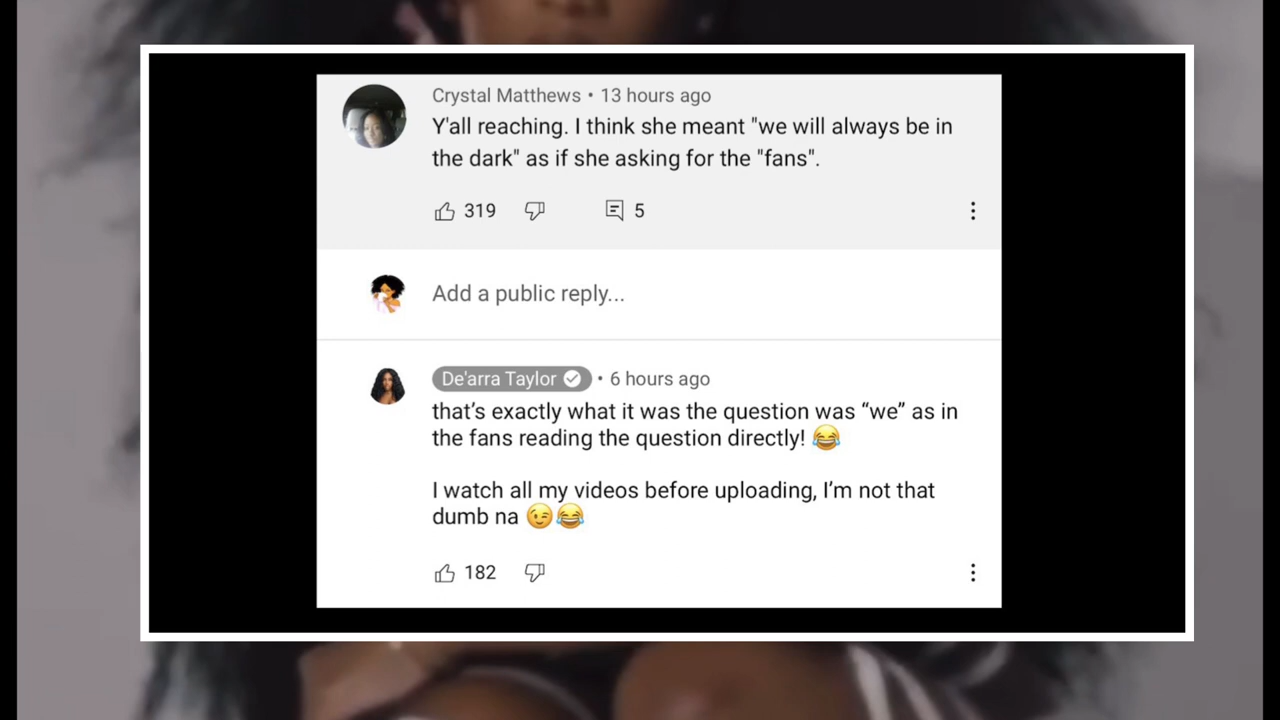 Crystal Matthews • 13 hours ago
Y'all reaching. I think she meant "we will always be in
the dark" as if she asking for the "fans".
319 5
Add a public reply...
De'arra Taylor • 6 hours ago
that’s exactly what it was the question was “we” as in
the fans reading the question directly! 😂
I watch all my videos before uploading, I’m not that
dumb na 😉😂
182